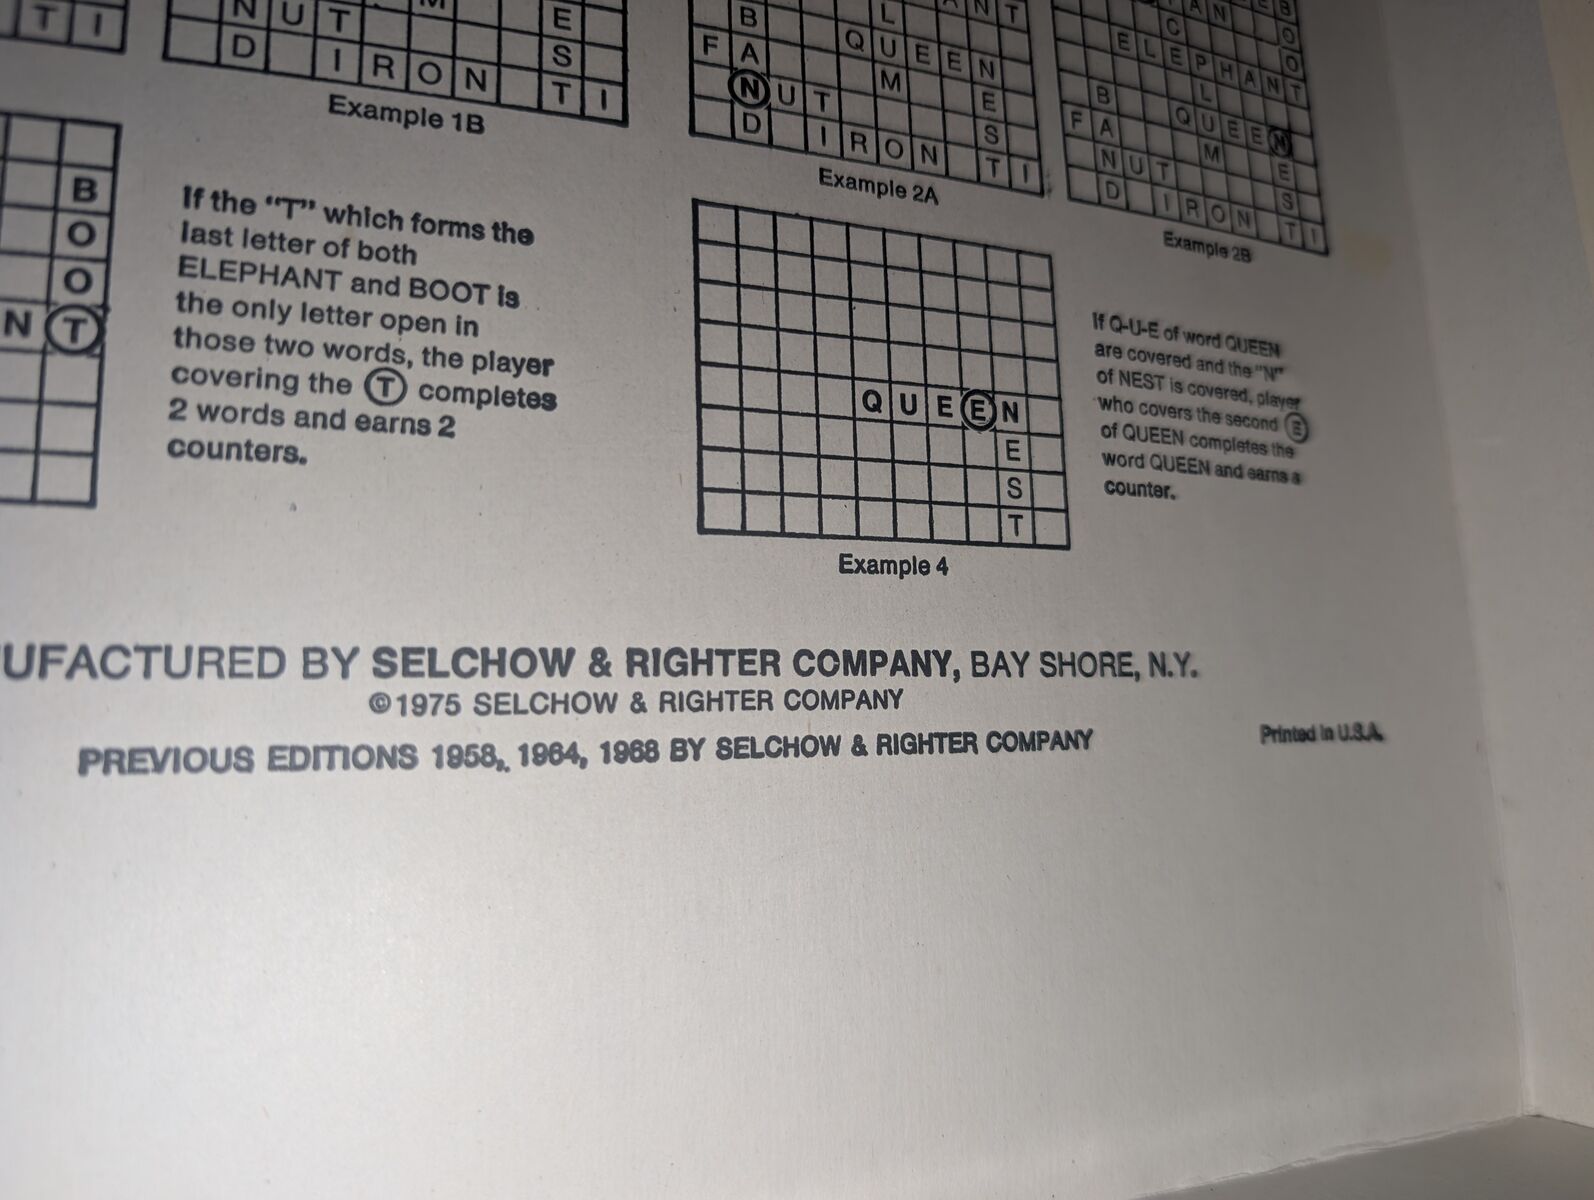 T I
N U T
M
E
D I R O N S
T I
Example 1B
B L A N T
F A Q U E E N
N U T M E
D I R O N S
T I
Example 2A
C A N B
E L E P H A N T O
O
B L
F A Q U E E N
N U T M E
D I R O N S
T I
Example 2B
B
O
O
N T
If the "T" which forms the
last letter of both
ELEPHANT and BOOT is
the only letter open in
those two words, the player
covering the T completes
2 words and earns 2
counters.
Q U E E N
E
S
T
Example 4
If Q-U-E of word QUEEN
are covered and the "N"
of NEST is covered, player
who covers the second E
of QUEEN completes the
word QUEEN and earns a
counter.
UFACTURED BY SELCHOW & RIGHTER COMPANY, BAY SHORE, N.Y.
©1975 SELCHOW & RIGHTER COMPANY
PREVIOUS EDITIONS 1958, 1964, 1968 BY SELCHOW & RIGHTER COMPANY
Printed in U.S.A.